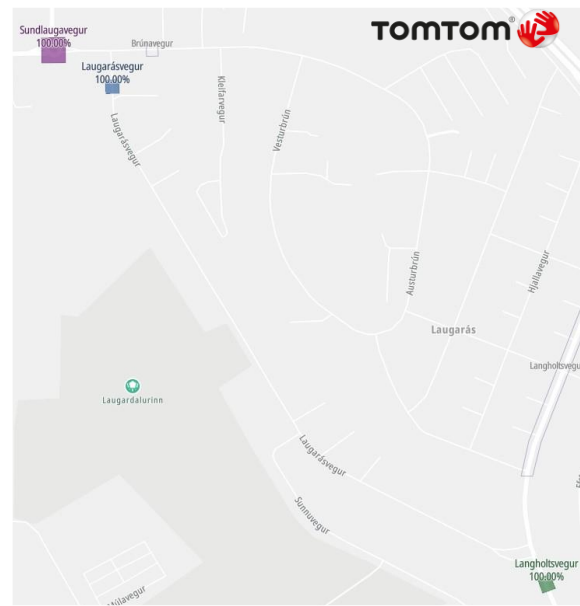 TOMTOM®
Sundlaugavegur
100.00%
Brúnavegur
Laugarásvegur
100.00%
Kleifarvegur
Laugarásvegur
Vesturbrún
Austurbrún
Hjallavegur
Laugarás
Langholtsvegu
Laugardalurinn
Laugarásvegur
Sunnuvegur
Langholtsvegur
100.00%
Múlavegur